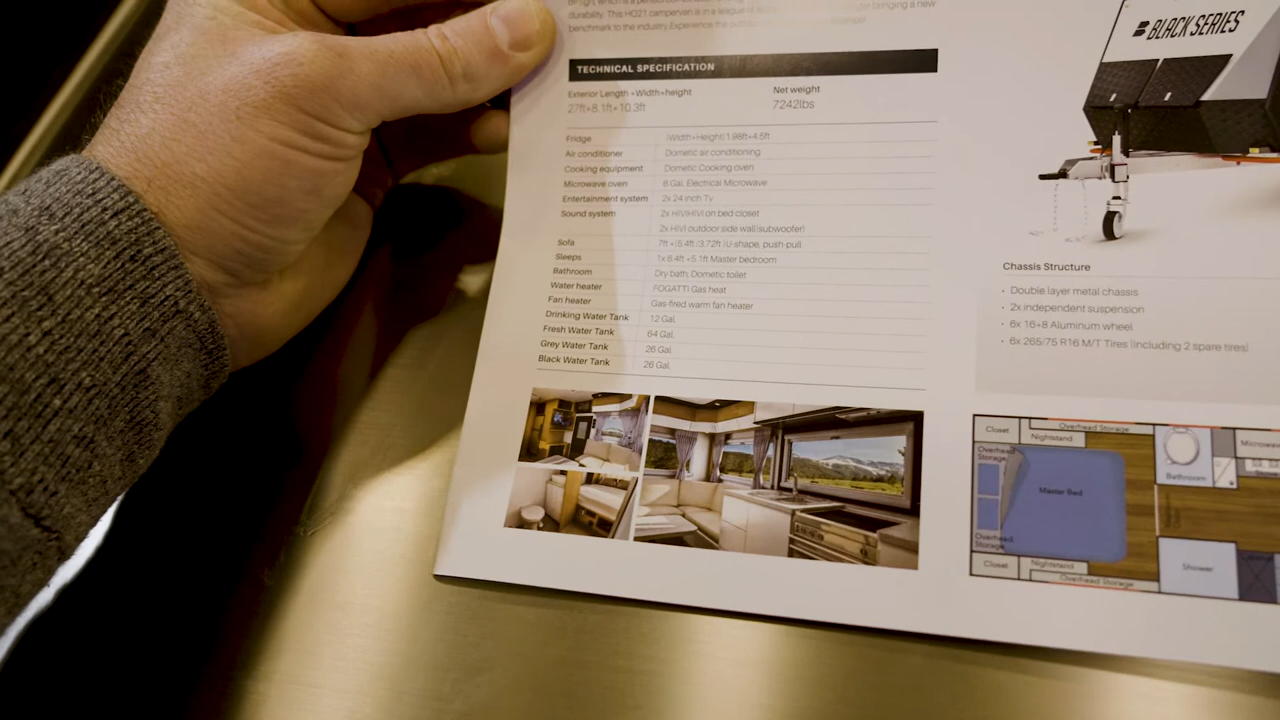 durability. This HQ21 campervan is in a league of bringing a new
benchmark to the industry. Experience the
TECHNICAL SPECIFICATION
Exterior Length*Width*height
27ft*8.1ft*10.3ft
Net weight
7242lbs
Fridge (Width*Height) 1.98ft*4.5ft
Air conditioner Dometic air conditioning
Cooking equipment Dometic Cooking oven
Microwave oven 6 Gal. Electrical Microwave
Entertainment system 2x 24 inch Tv
Sound system 2x HIVIHIVI on bed closet
2x HIVI outdoor side wall(subwoofer)
Sofa 7ft *(5.4ft /3.72ft )U-shape, push-pull
Sleeps 1x 6.4ft *5.1ft Master bedroom
Bathroom Dry bath; Dometic toilet
Water heater FOGATTI Gas heat
Fan heater Gas-fired warm fan heater
Drinking Water Tank 12 Gal.
Fresh Water Tank 64 Gal.
Grey Water Tank 26 Gal.
Black Water Tank 26 Gal.
BLACK SERIES
Chassis Structure
· Double layer metal chassis
· 2x independent suspension
· 6x 16*8 Aluminum wheel
· 6x 265/75 R16 M/T Tires (including 2 spare tires)
Closet
Overhead Storage
Nightstand
Overhead
Storage
Master Bed
Bathroom
Overhead
Storage
Closet
Nightstand
Overhead Storage
Shower